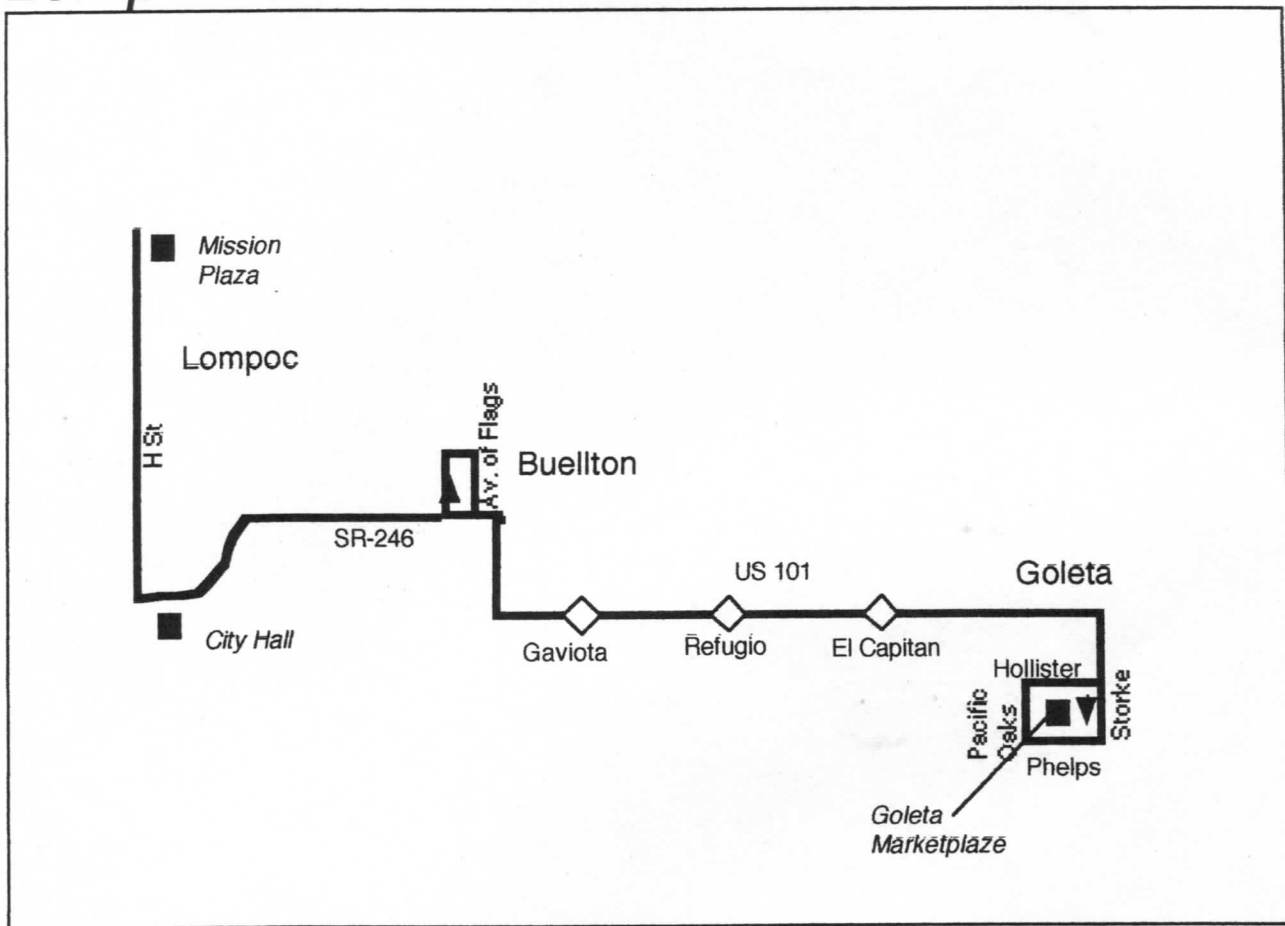 Mission
Plaza
Lompoc
H St
Av. of Flags
Buellton
SR-246
City Hall
US 101
Goleta
Gaviota
Refugio
El Capitan
Hollister
Storke
Pacific
Oaks
Phelps
Goleta
Marketplaze